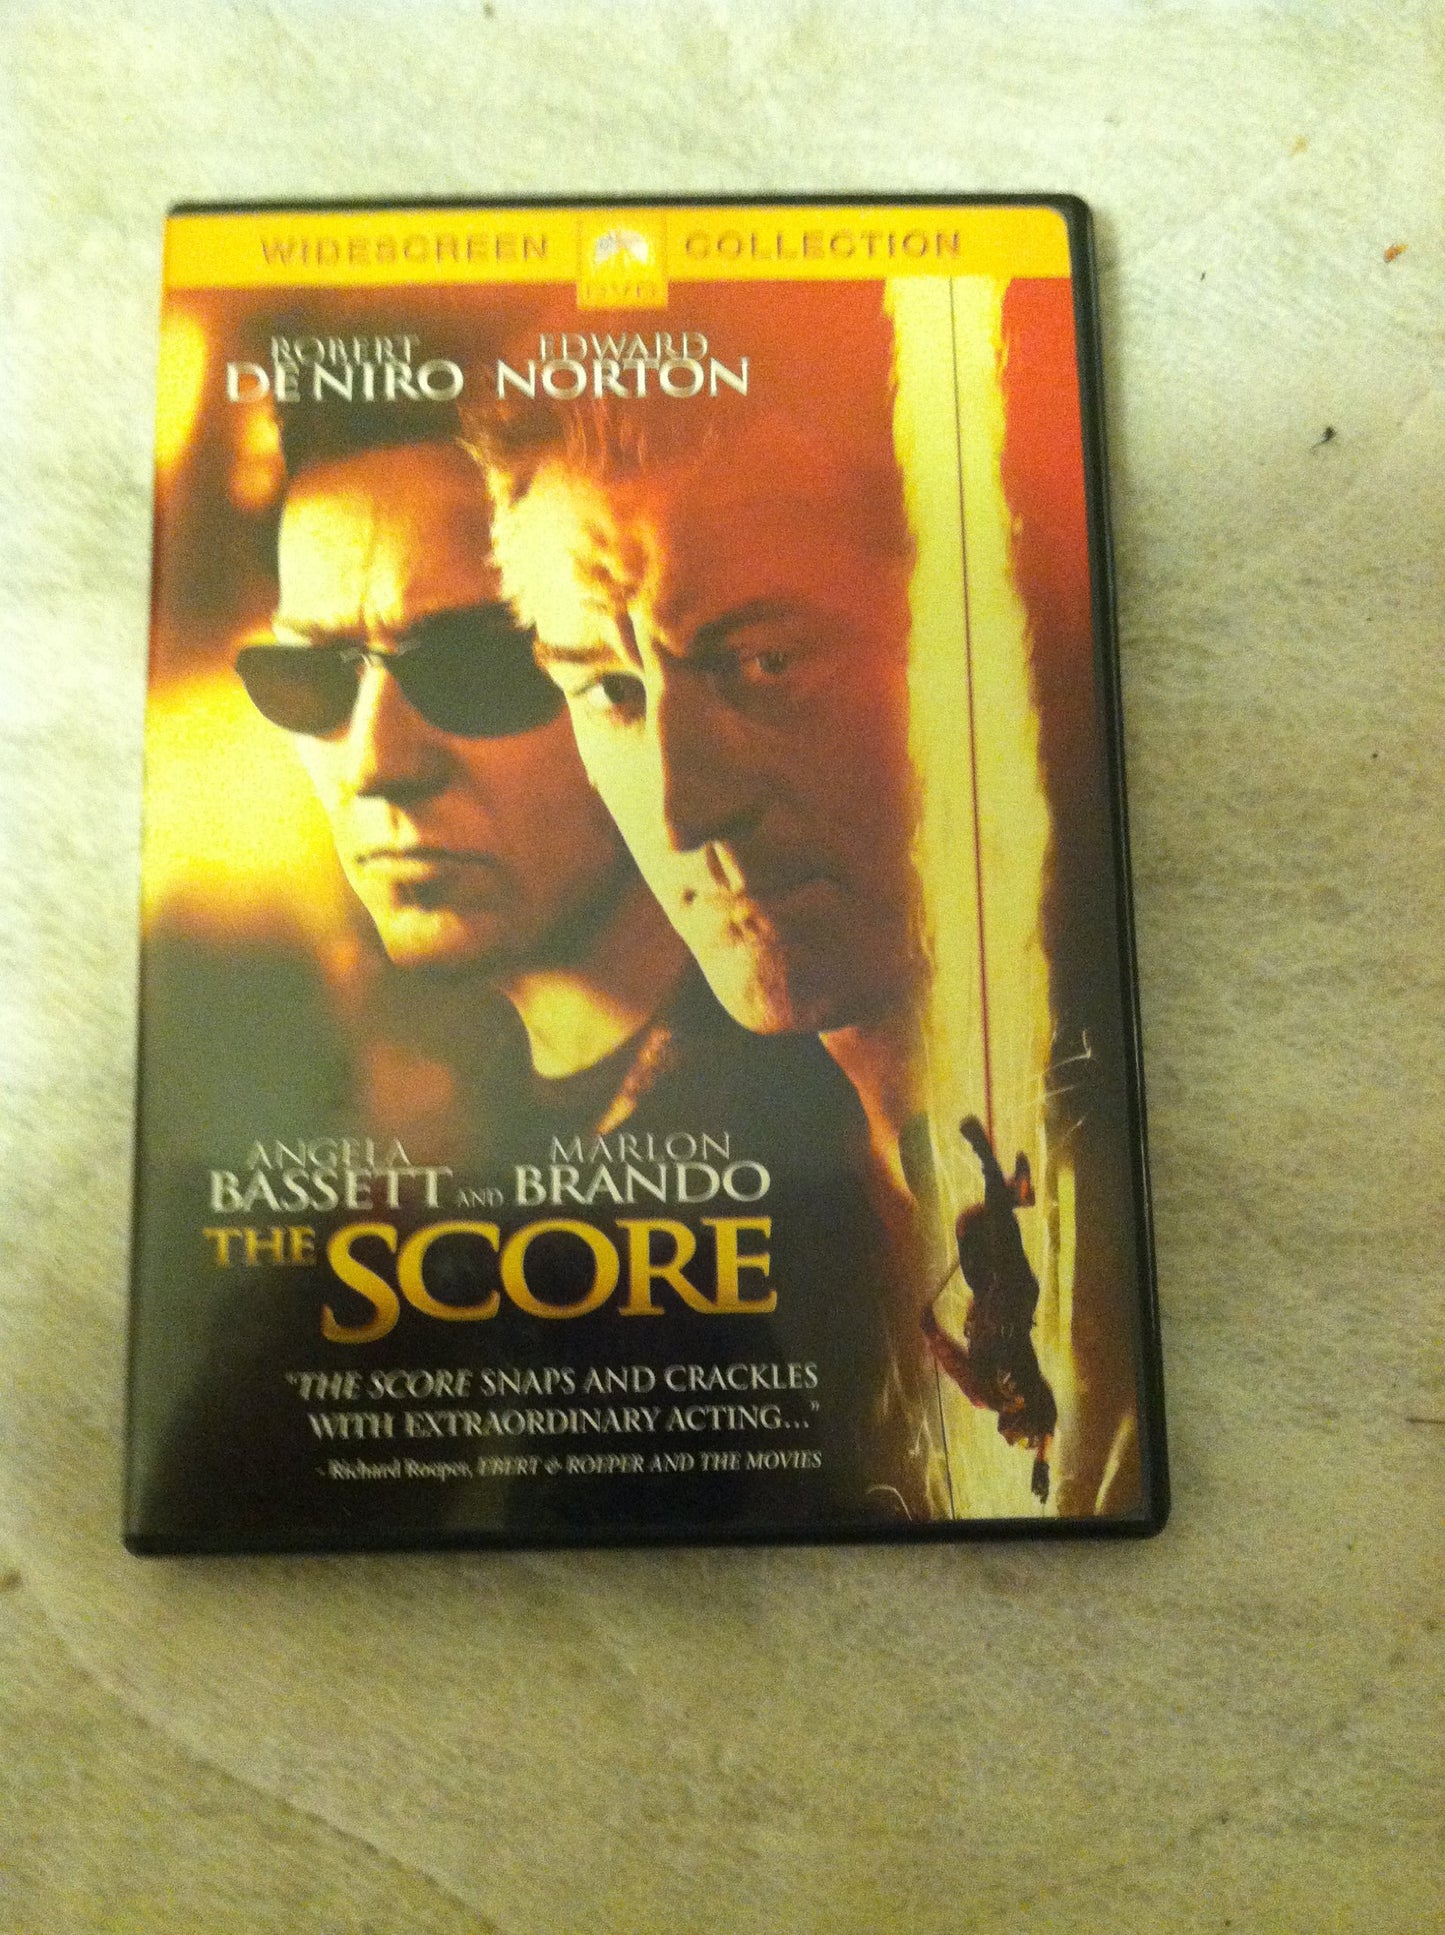 WIDESCREEN DVD COLLECTION
ROBERT EDWARD
DE NIRO NORTON
ANGELA MARLON
BASSETT AND BRANDO
THE SCORE
"THE SCORE SNAPS AND CRACKLES
WITH EXTRAORDINARY ACTING..."
- Richard Roeper, EBERT & ROEPER AND THE MOVIES